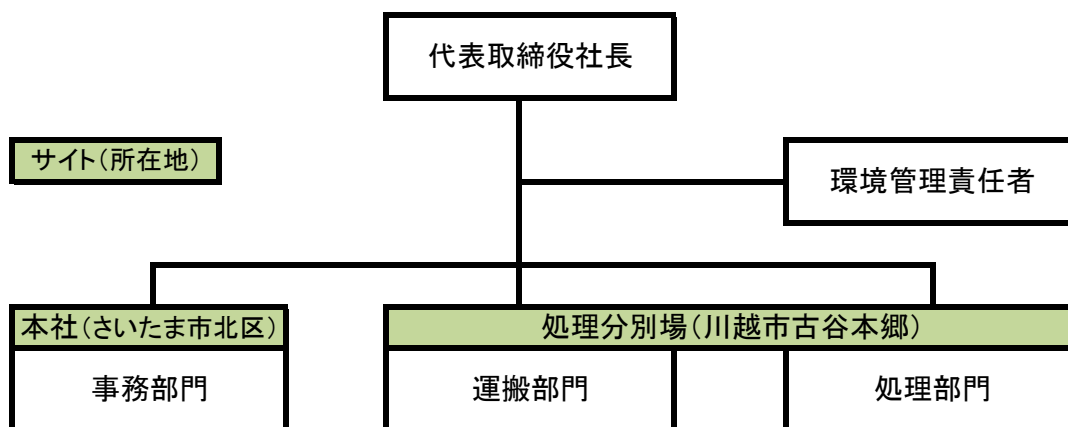 代表取締役社長
サイト(所在地)
環境管理責任者
本社(さいたま市北区)
処理分別場(川越市古谷本郷)
事務部門
運搬部門
処理部門